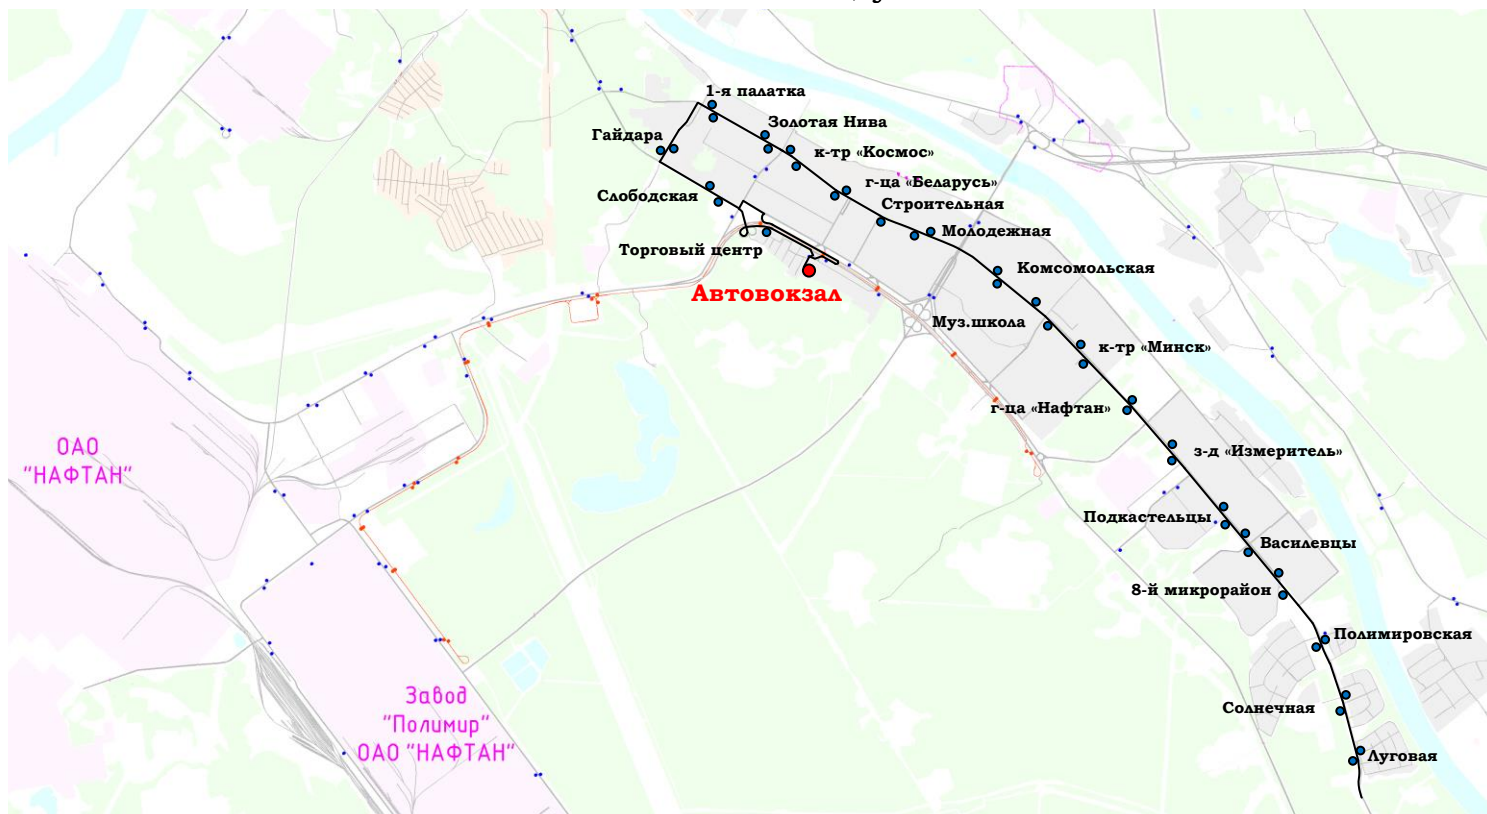 1-я палатка
Золотая Нива
Гайдара
к-тр «Космос»
г-ца «Беларусь»
Слободская
Строительная
Молодежная
Торговый центр
Комсомольская
Автовокзал
Муз.школа
к-тр «Минск»
г-ца «Нафтан»
ОАО
"НАФТАН"
з-д «Измеритель»
Подкастельцы
Василевцы
8-й микрорайон
Полимировская
Завод
"Полимир"
ОАО "НАФТАН"
Солнечная
Луговая